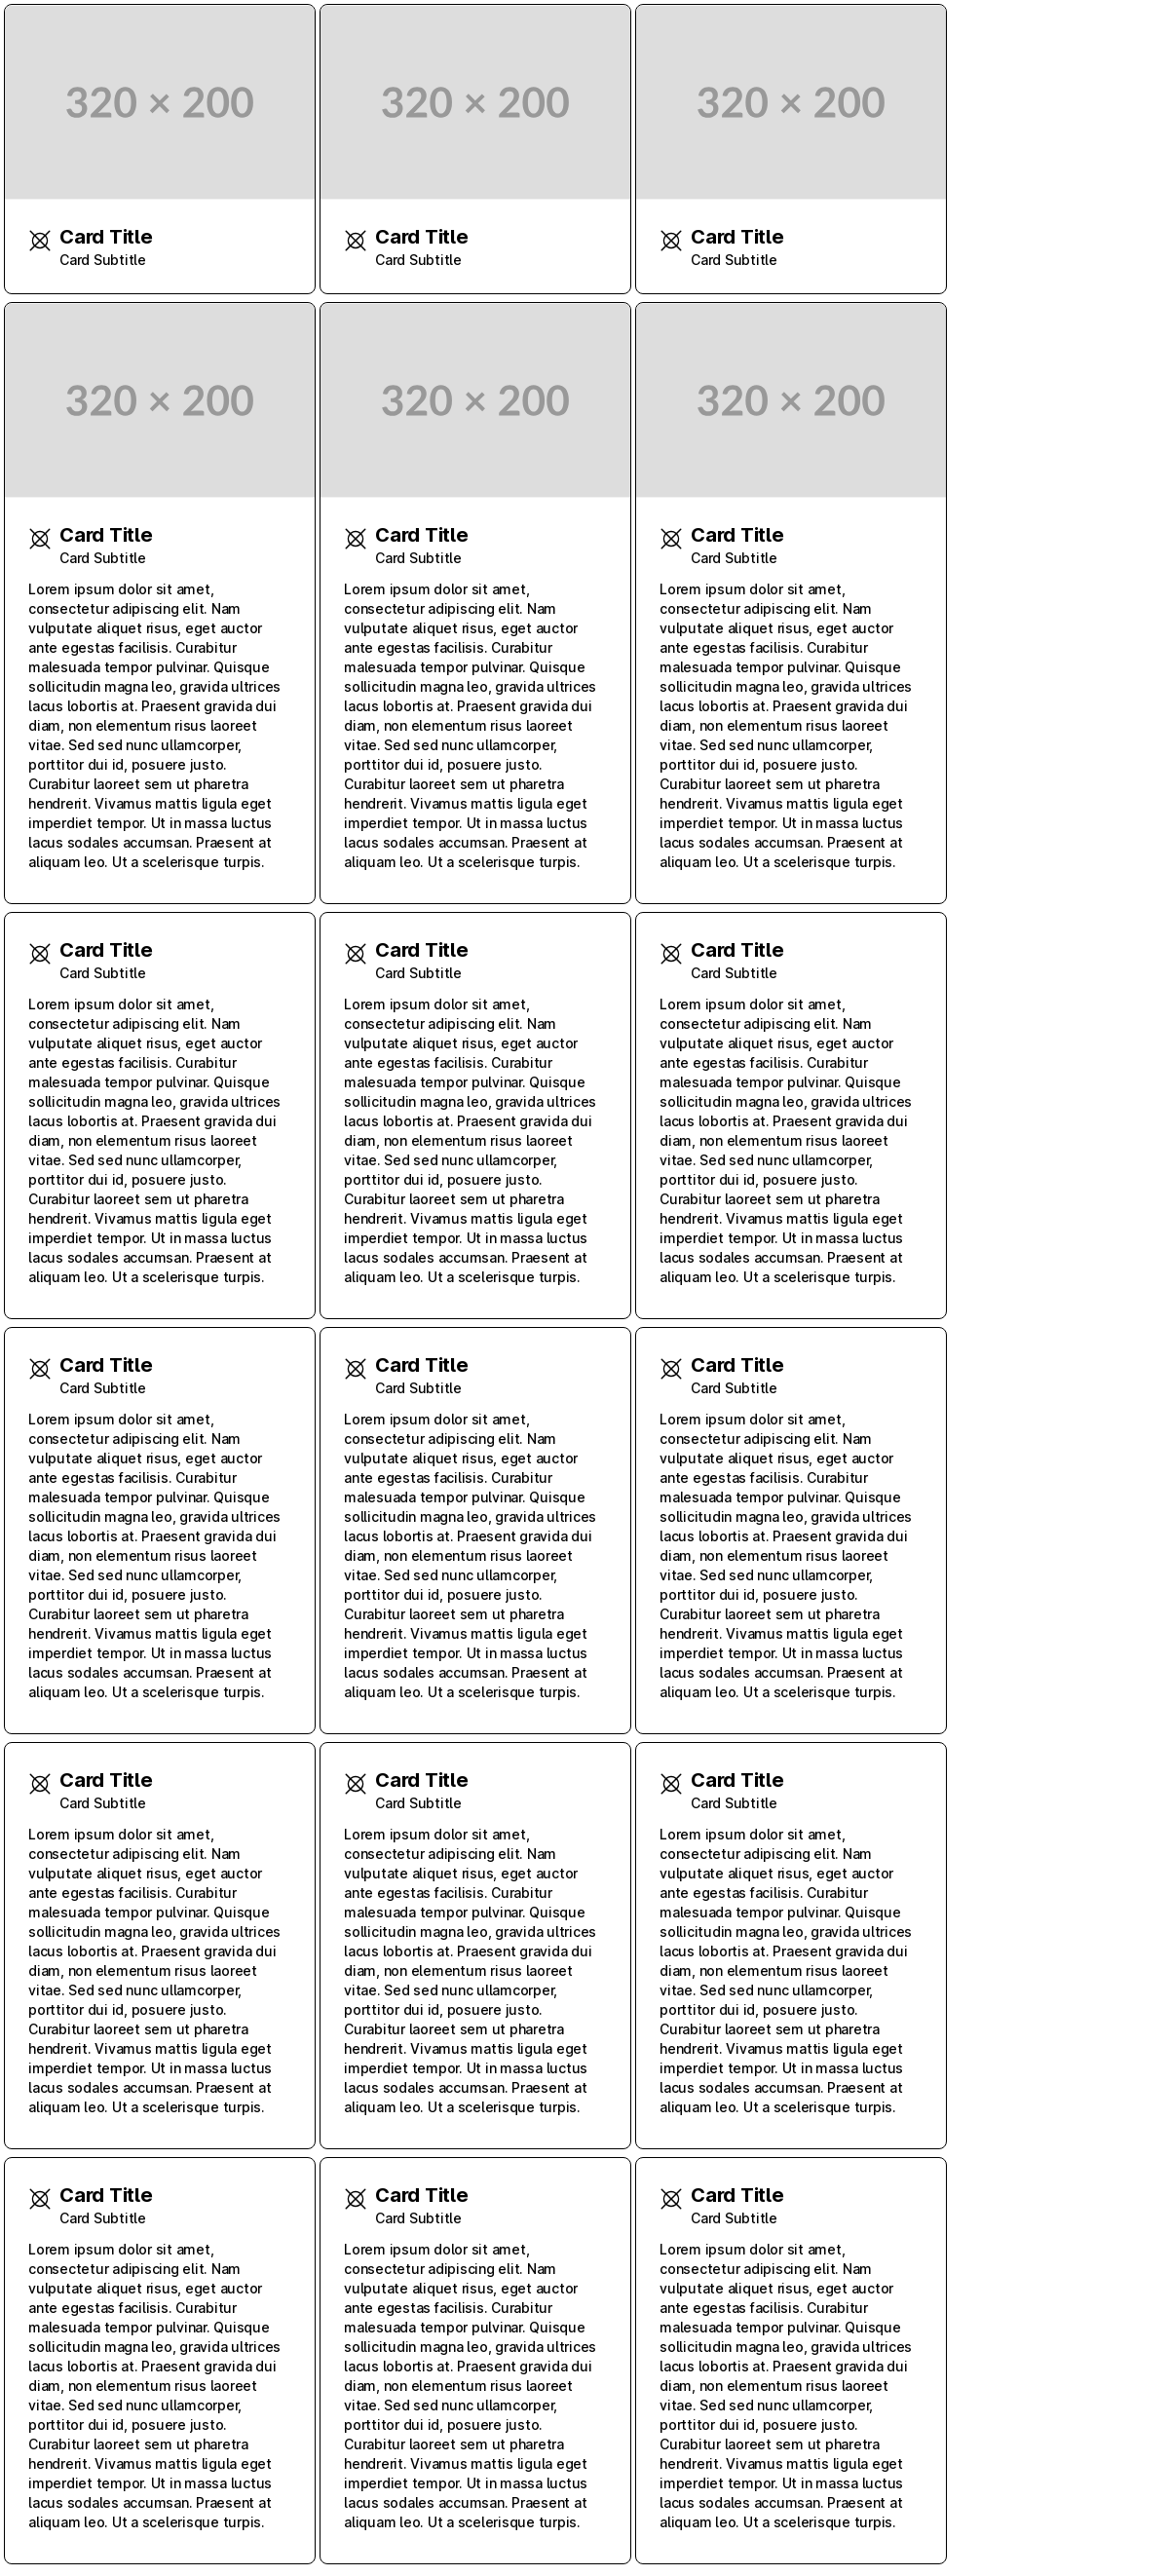 320 × 200
Card Title
Card Subtitle
320 × 200
Card Title
Card Subtitle
320 × 200
Card Title
Card Subtitle
320 × 200
Card Title
Card Subtitle
Lorem ipsum dolor sit amet,
consectetur adipiscing elit. Nam
vulputate aliquet risus, eget auctor
ante egestas facilisis. Curabitur
malesuada tempor pulvinar. Quisque
sollicitudin magna leo, gravida ultrices
lacus lobortis at. Praesent gravida dui
diam, non elementum risus laoreet
vitae. Sed sed nunc ullamcorper,
porttitor dui id, posuere justo.
Curabitur laoreet sem ut pharetra
hendrerit. Vivamus mattis ligula eget
imperdiet tempor. Ut in massa luctus
lacus sodales accumsan. Praesent at
aliquam leo. Ut a scelerisque turpis.
320 × 200
Card Title
Card Subtitle
Lorem ipsum dolor sit amet,
consectetur adipiscing elit. Nam
vulputate aliquet risus, eget auctor
ante egestas facilisis. Curabitur
malesuada tempor pulvinar. Quisque
sollicitudin magna leo, gravida ultrices
lacus lobortis at. Praesent gravida dui
diam, non elementum risus laoreet
vitae. Sed sed nunc ullamcorper,
porttitor dui id, posuere justo.
Curabitur laoreet sem ut pharetra
hendrerit. Vivamus mattis ligula eget
imperdiet tempor. Ut in massa luctus
lacus sodales accumsan. Praesent at
aliquam leo. Ut a scelerisque turpis.
320 × 200
Card Title
Card Subtitle
Lorem ipsum dolor sit amet,
consectetur adipiscing elit. Nam
vulputate aliquet risus, eget auctor
ante egestas facilisis. Curabitur
malesuada tempor pulvinar. Quisque
sollicitudin magna leo, gravida ultrices
lacus lobortis at. Praesent gravida dui
diam, non elementum risus laoreet
vitae. Sed sed nunc ullamcorper,
porttitor dui id, posuere justo.
Curabitur laoreet sem ut pharetra
hendrerit. Vivamus mattis ligula eget
imperdiet tempor. Ut in massa luctus
lacus sodales accumsan. Praesent at
aliquam leo. Ut a scelerisque turpis.
Card Title
Card Subtitle
Lorem ipsum dolor sit amet,
consectetur adipiscing elit. Nam
vulputate aliquet risus, eget auctor
ante egestas facilisis. Curabitur
malesuada tempor pulvinar. Quisque
sollicitudin magna leo, gravida ultrices
lacus lobortis at. Praesent gravida dui
diam, non elementum risus laoreet
vitae. Sed sed nunc ullamcorper,
porttitor dui id, posuere justo.
Curabitur laoreet sem ut pharetra
hendrerit. Vivamus mattis ligula eget
imperdiet tempor. Ut in massa luctus
lacus sodales accumsan. Praesent at
aliquam leo. Ut a scelerisque turpis.
Card Title
Card Subtitle
Lorem ipsum dolor sit amet,
consectetur adipiscing elit. Nam
vulputate aliquet risus, eget auctor
ante egestas facilisis. Curabitur
malesuada tempor pulvinar. Quisque
sollicitudin magna leo, gravida ultrices
lacus lobortis at. Praesent gravida dui
diam, non elementum risus laoreet
vitae. Sed sed nunc ullamcorper,
porttitor dui id, posuere justo.
Curabitur laoreet sem ut pharetra
hendrerit. Vivamus mattis ligula eget
imperdiet tempor. Ut in massa luctus
lacus sodales accumsan. Praesent at
aliquam leo. Ut a scelerisque turpis.
Card Title
Card Subtitle
Lorem ipsum dolor sit amet,
consectetur adipiscing elit. Nam
vulputate aliquet risus, eget auctor
ante egestas facilisis. Curabitur
malesuada tempor pulvinar. Quisque
sollicitudin magna leo, gravida ultrices
lacus lobortis at. Praesent gravida dui
diam, non elementum risus laoreet
vitae. Sed sed nunc ullamcorper,
porttitor dui id, posuere justo.
Curabitur laoreet sem ut pharetra
hendrerit. Vivamus mattis ligula eget
imperdiet tempor. Ut in massa luctus
lacus sodales accumsan. Praesent at
aliquam leo. Ut a scelerisque turpis.
Card Title
Card Subtitle
Lorem ipsum dolor sit amet,
consectetur adipiscing elit. Nam
vulputate aliquet risus, eget auctor
ante egestas facilisis. Curabitur
malesuada tempor pulvinar. Quisque
sollicitudin magna leo, gravida ultrices
lacus lobortis at. Praesent gravida dui
diam, non elementum risus laoreet
vitae. Sed sed nunc ullamcorper,
porttitor dui id, posuere justo.
Curabitur laoreet sem ut pharetra
hendrerit. Vivamus mattis ligula eget
imperdiet tempor. Ut in massa luctus
lacus sodales accumsan. Praesent at
aliquam leo. Ut a scelerisque turpis.
Card Title
Card Subtitle
Lorem ipsum dolor sit amet,
consectetur adipiscing elit. Nam
vulputate aliquet risus, eget auctor
ante egestas facilisis. Curabitur
malesuada tempor pulvinar. Quisque
sollicitudin magna leo, gravida ultrices
lacus lobortis at. Praesent gravida dui
diam, non elementum risus laoreet
vitae. Sed sed nunc ullamcorper,
porttitor dui id, posuere justo.
Curabitur laoreet sem ut pharetra
hendrerit. Vivamus mattis ligula eget
imperdiet tempor. Ut in massa luctus
lacus sodales accumsan. Praesent at
aliquam leo. Ut a scelerisque turpis.
Card Title
Card Subtitle
Lorem ipsum dolor sit amet,
consectetur adipiscing elit. Nam
vulputate aliquet risus, eget auctor
ante egestas facilisis. Curabitur
malesuada tempor pulvinar. Quisque
sollicitudin magna leo, gravida ultrices
lacus lobortis at. Praesent gravida dui
diam, non elementum risus laoreet
vitae. Sed sed nunc ullamcorper,
porttitor dui id, posuere justo.
Curabitur laoreet sem ut pharetra
hendrerit. Vivamus mattis ligula eget
imperdiet tempor. Ut in massa luctus
lacus sodales accumsan. Praesent at
aliquam leo. Ut a scelerisque turpis.
Card Title
Card Subtitle
Lorem ipsum dolor sit amet,
consectetur adipiscing elit. Nam
vulputate aliquet risus, eget auctor
ante egestas facilisis. Curabitur
malesuada tempor pulvinar. Quisque
sollicitudin magna leo, gravida ultrices
lacus lobortis at. Praesent gravida dui
diam, non elementum risus laoreet
vitae. Sed sed nunc ullamcorper,
porttitor dui id, posuere justo.
Curabitur laoreet sem ut pharetra
hendrerit. Vivamus mattis ligula eget
imperdiet tempor. Ut in massa luctus
lacus sodales accumsan. Praesent at
aliquam leo. Ut a scelerisque turpis.
Card Title
Card Subtitle
Lorem ipsum dolor sit amet,
consectetur adipiscing elit. Nam
vulputate aliquet risus, eget auctor
ante egestas facilisis. Curabitur
malesuada tempor pulvinar. Quisque
sollicitudin magna leo, gravida ultrices
lacus lobortis at. Praesent gravida dui
diam, non elementum risus laoreet
vitae. Sed sed nunc ullamcorper,
porttitor dui id, posuere justo.
Curabitur laoreet sem ut pharetra
hendrerit. Vivamus mattis ligula eget
imperdiet tempor. Ut in massa luctus
lacus sodales accumsan. Praesent at
aliquam leo. Ut a scelerisque turpis.
Card Title
Card Subtitle
Lorem ipsum dolor sit amet,
consectetur adipiscing elit. Nam
vulputate aliquet risus, eget auctor
ante egestas facilisis. Curabitur
malesuada tempor pulvinar. Quisque
sollicitudin magna leo, gravida ultrices
lacus lobortis at. Praesent gravida dui
diam, non elementum risus laoreet
vitae. Sed sed nunc ullamcorper,
porttitor dui id, posuere justo.
Curabitur laoreet sem ut pharetra
hendrerit. Vivamus mattis ligula eget
imperdiet tempor. Ut in massa luctus
lacus sodales accumsan. Praesent at
aliquam leo. Ut a scelerisque turpis.
Card Title
Card Subtitle
Lorem ipsum dolor sit amet,
consectetur adipiscing elit. Nam
vulputate aliquet risus, eget auctor
ante egestas facilisis. Curabitur
malesuada tempor pulvinar. Quisque
sollicitudin magna leo, gravida ultrices
lacus lobortis at. Praesent gravida dui
diam, non elementum risus laoreet
vitae. Sed sed nunc ullamcorper,
porttitor dui id, posuere justo.
Curabitur laoreet sem ut pharetra
hendrerit. Vivamus mattis ligula eget
imperdiet tempor. Ut in massa luctus
lacus sodales accumsan. Praesent at
aliquam leo. Ut a scelerisque turpis.
Card Title
Card Subtitle
Lorem ipsum dolor sit amet,
consectetur adipiscing elit. Nam
vulputate aliquet risus, eget auctor
ante egestas facilisis. Curabitur
malesuada tempor pulvinar. Quisque
sollicitudin magna leo, gravida ultrices
lacus lobortis at. Praesent gravida dui
diam, non elementum risus laoreet
vitae. Sed sed nunc ullamcorper,
porttitor dui id, posuere justo.
Curabitur laoreet sem ut pharetra
hendrerit. Vivamus mattis ligula eget
imperdiet tempor. Ut in massa luctus
lacus sodales accumsan. Praesent at
aliquam leo. Ut a scelerisque turpis.
Card Title
Card Subtitle
Lorem ipsum dolor sit amet,
consectetur adipiscing elit. Nam
vulputate aliquet risus, eget auctor
ante egestas facilisis. Curabitur
malesuada tempor pulvinar. Quisque
sollicitudin magna leo, gravida ultrices
lacus lobortis at. Praesent gravida dui
diam, non elementum risus laoreet
vitae. Sed sed nunc ullamcorper,
porttitor dui id, posuere justo.
Curabitur laoreet sem ut pharetra
hendrerit. Vivamus mattis ligula eget
imperdiet tempor. Ut in massa luctus
lacus sodales accumsan. Praesent at
aliquam leo. Ut a scelerisque turpis.